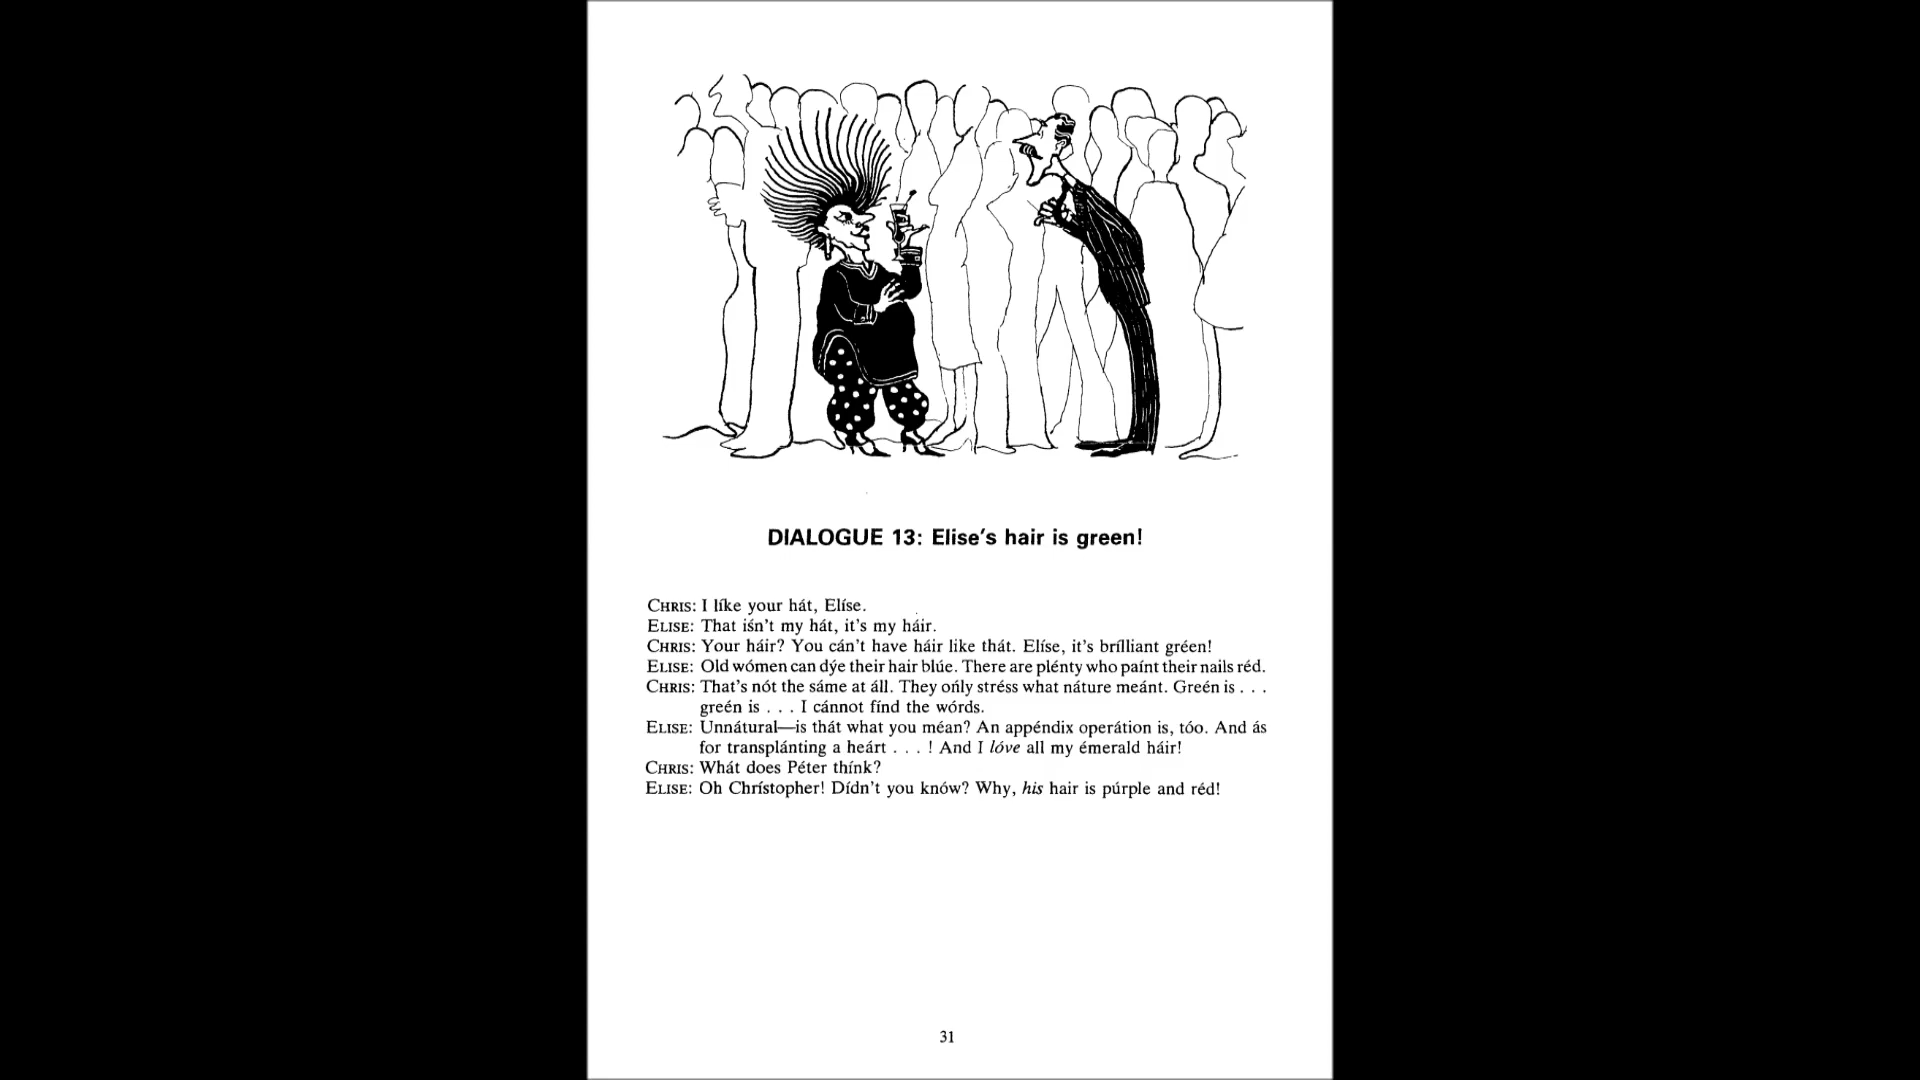 DIALOGUE 13: Elise's hair is green!
CHRIS: I líke your hát, Elíse.
ELISE: That iśn't my hát, it's my háir.
CHRIS: Your háir? You cán't have háir like thát. Elíse, it's brílliant gréen!
ELISE: Old wómen can dýe their hair blúe. There are plénty who paínt their nails réd.
CHRIS: That's nót the sáme at áll. They ońly stréss what náture meánt. Greén is . . .
greén is . . . I cánnot fínd the wórds.
ELISE: Unnátural—is thát what you méan? An appéndix operátion is, tóo. And ás
for transplánting a heárt . . . ! And I lóve all my émerald háir!
CHRIS: Whát does Péter thínk?
ELISE: Oh Chrístopher! Dídn't you knów? Why, his hair is púrple and réd!
31